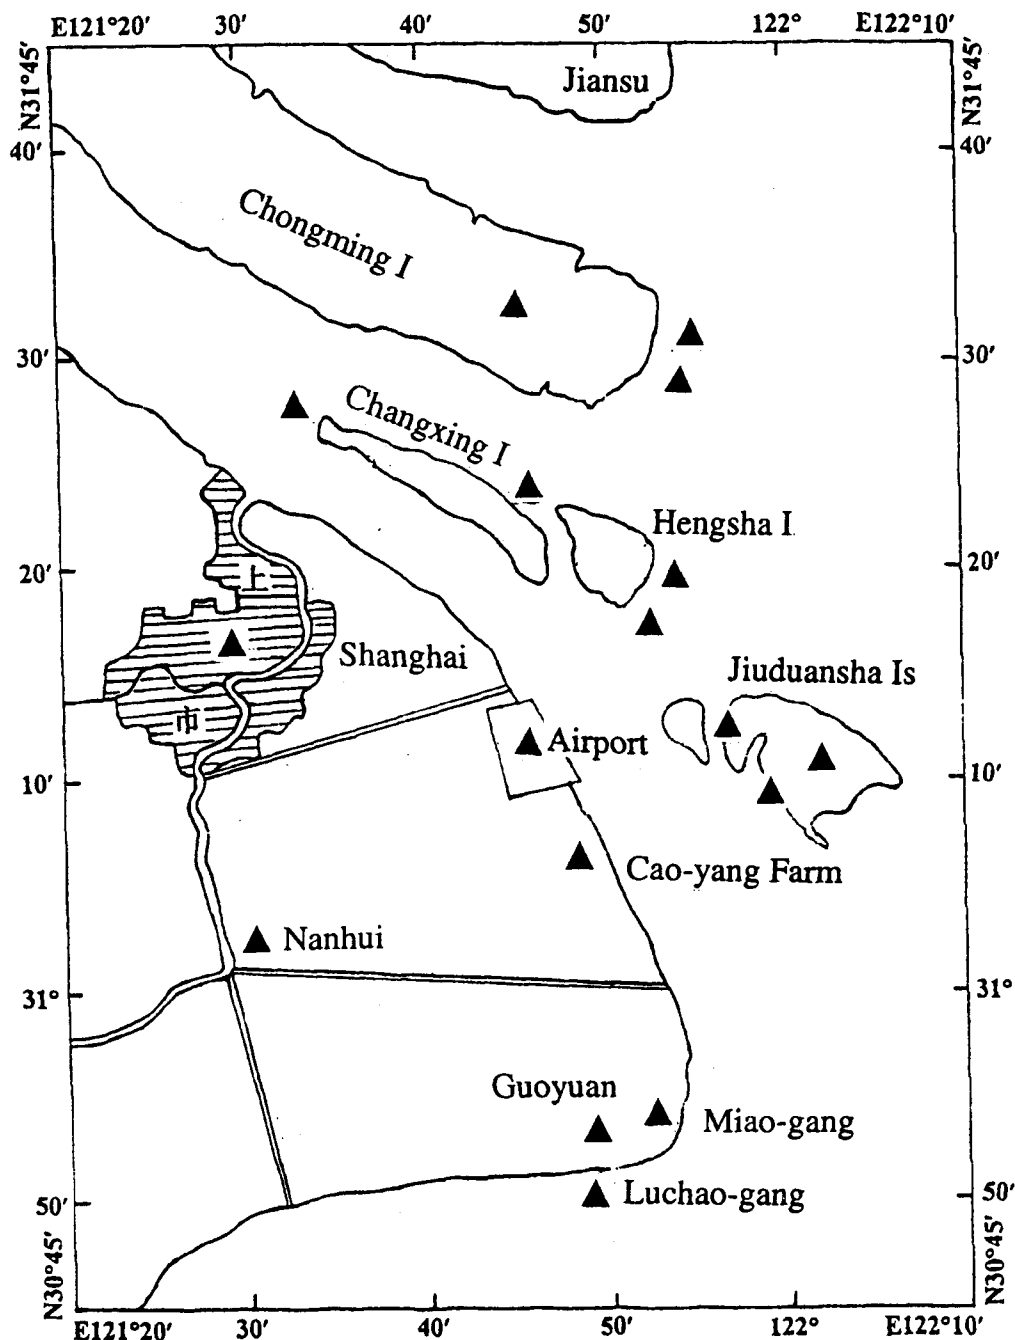 E121°20′ 30′ 40′ 50′ 122° E122°10′
N31°45′
N31°45′
Jiansu
40′
40′
Chongming I
30′
30′
Changxing I
Hengsha I
20′
20′
上
Shanghai
Jiuduansha Is
市
Airport
10′
10′
Cao-yang Farm
Nanhui
31°
31°
Guoyuan
Miao-gang
Luchao-gang
50′
50′
N30°45′
N30°45′
E121°20′ 30′ 40′ 50′ 122° E122°10′